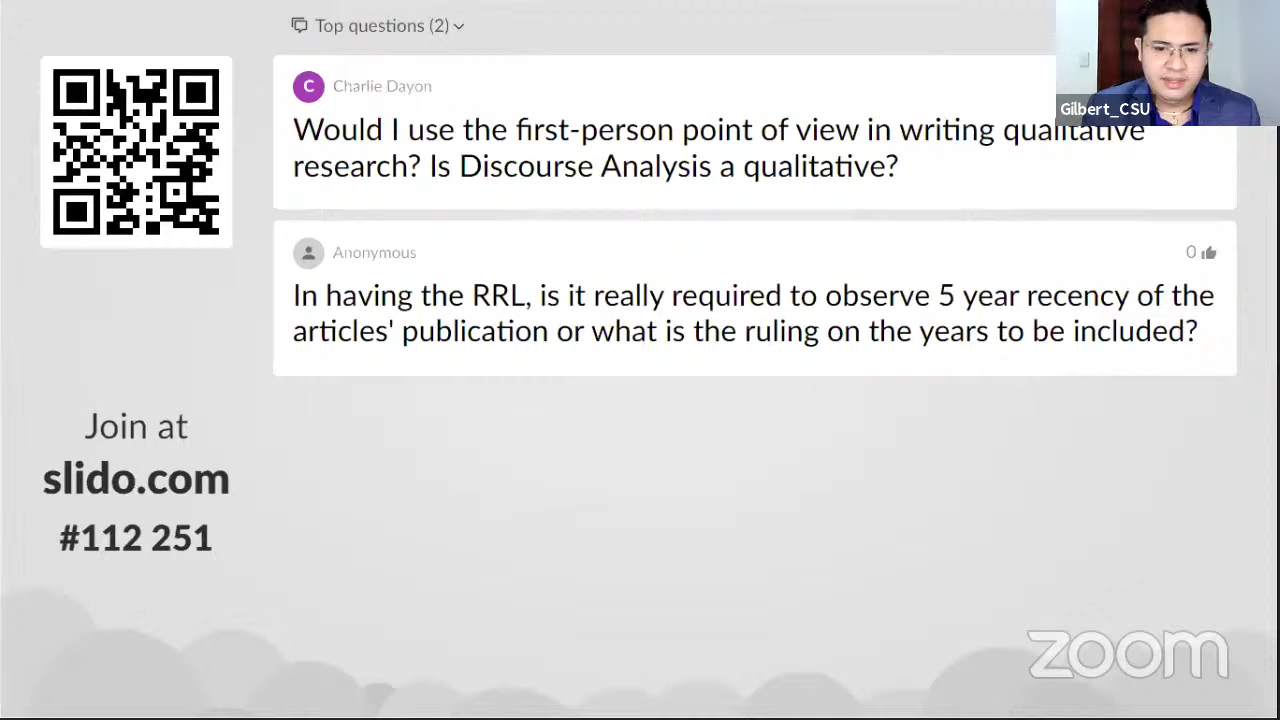 Top questions (2)
C Charlie Dayon
Gilbert_CSU
Would I use the first-person point of view in writing qualitative
research? Is Discourse Analysis a qualitative?
Anonymous
0
In having the RRL, is it really required to observe 5 year recency of the
articles' publication or what is the ruling on the years to be included?
Join at
slido.com
#112 251
zoom